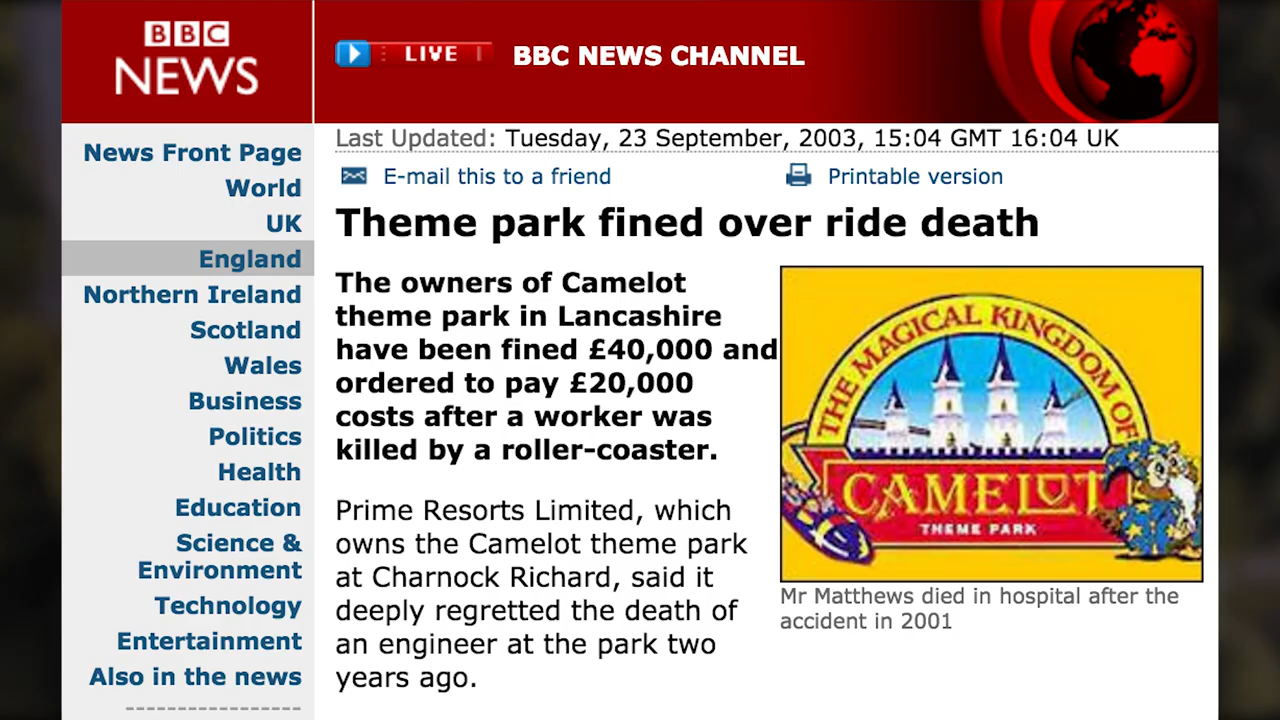 BBC
NEWS
LIVE
BBC NEWS CHANNEL
News Front Page
World
UK
England
Northern Ireland
Scotland
Wales
Business
Politics
Health
Education
Science &
Environment
Technology
Entertainment
Also in the news
Last Updated: Tuesday, 23 September, 2003, 15:04 GMT 16:04 UK
E-mail this to a friend
Printable version
Theme park fined over ride death
The owners of Camelot
theme park in Lancashire
have been fined £40,000 and
ordered to pay £20,000
costs after a worker was
killed by a roller-coaster.
Prime Resorts Limited, which
owns the Camelot theme park
at Charnock Richard, said it
deeply regretted the death of
an engineer at the park two
years ago.
THE MAGICAL KINGDOM OF
CAMELOT
THEME PARK
Mr Matthews died in hospital after the
accident in 2001